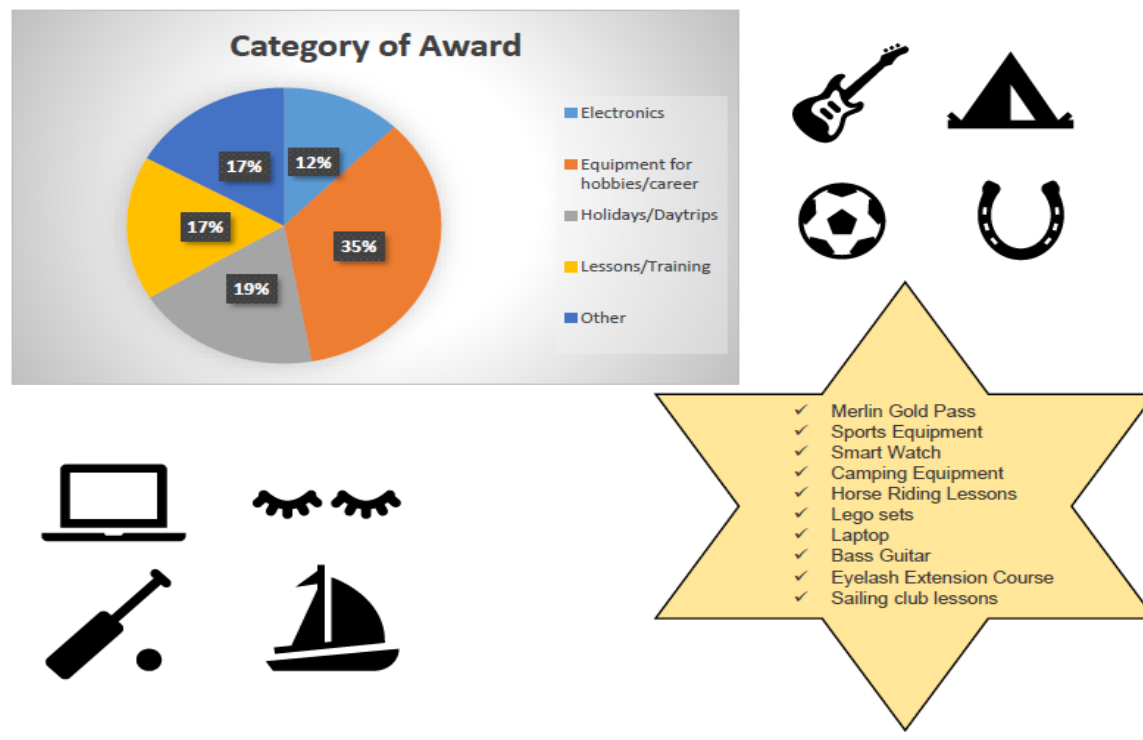 Category of Award
12%
35%
19%
17%
17%
Electronics
Equipment for
hobbies/career
Holidays/Daytrips
Lessons/Training
Other
✓ Merlin Gold Pass
✓ Sports Equipment
✓ Smart Watch
✓ Camping Equipment
✓ Horse Riding Lessons
✓ Lego sets
✓ Laptop
✓ Bass Guitar
✓ Eyelash Extension Course
✓ Sailing club lessons